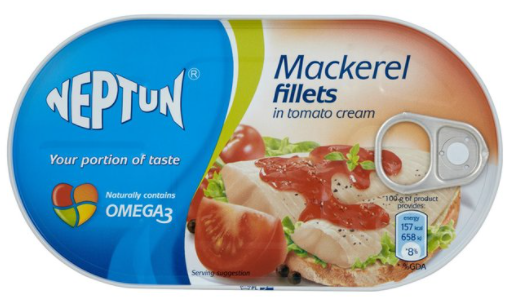 NEPTUN®
Your portion of taste
Naturally contains
OMEGA3
Mackerel
fillets
in tomato cream
100 g of product
provides:
energy
157 kcal
658 kJ
*8%
*%GDA
Serving suggestion